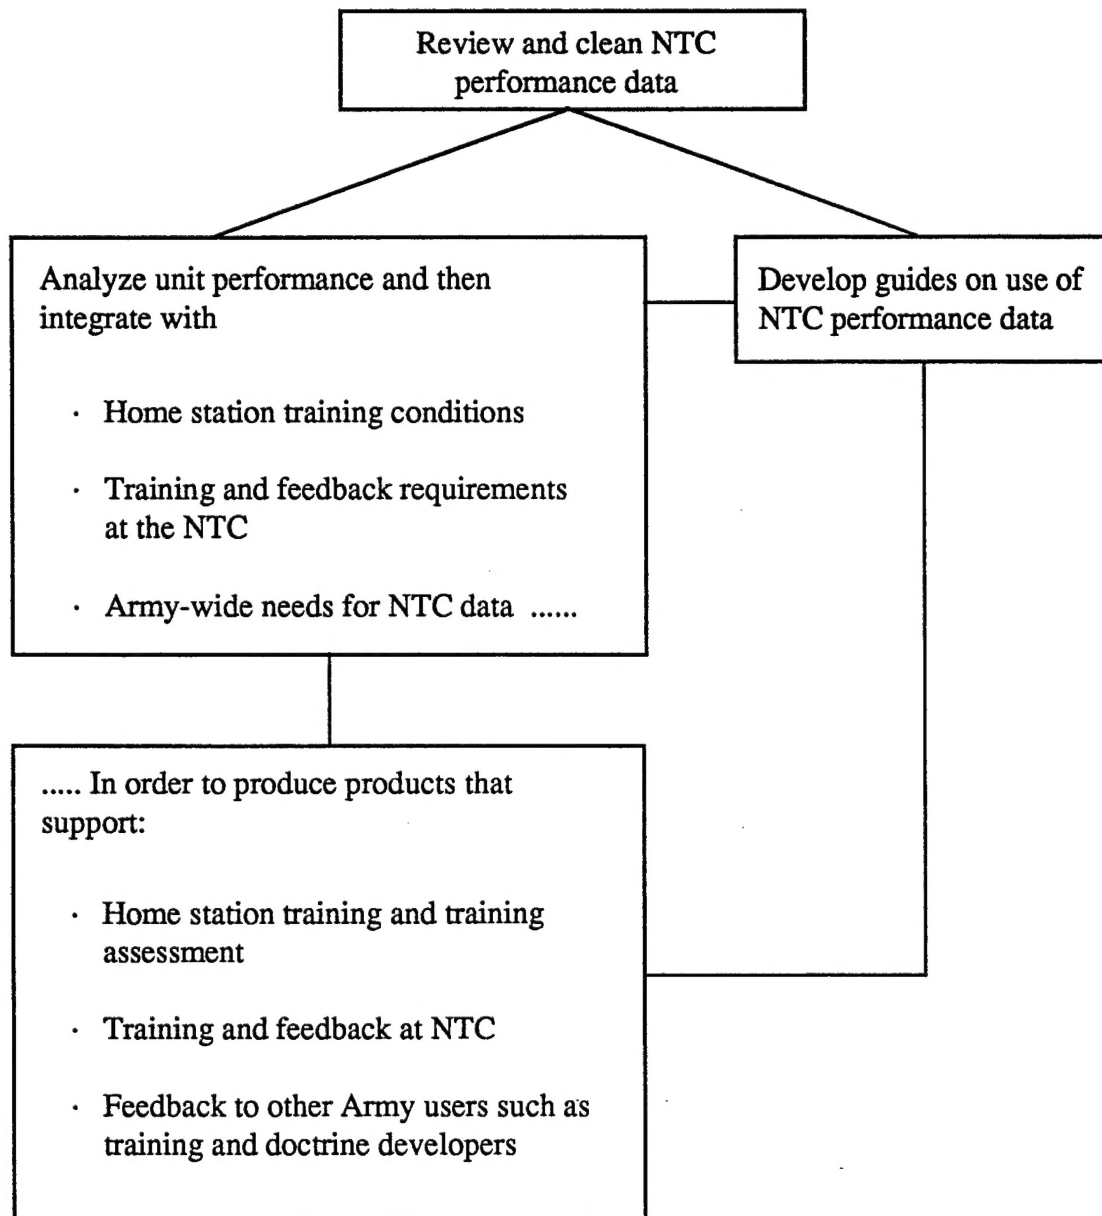 Review and clean NTC
performance data
Analyze unit performance and then
integrate with
· Home station training conditions
· Training and feedback requirements
at the NTC
· Army-wide needs for NTC data ......
Develop guides on use of
NTC performance data
..... In order to produce products that
support:
· Home station training and training
assessment
· Training and feedback at NTC
· Feedback to other Army users such as
training and doctrine developers